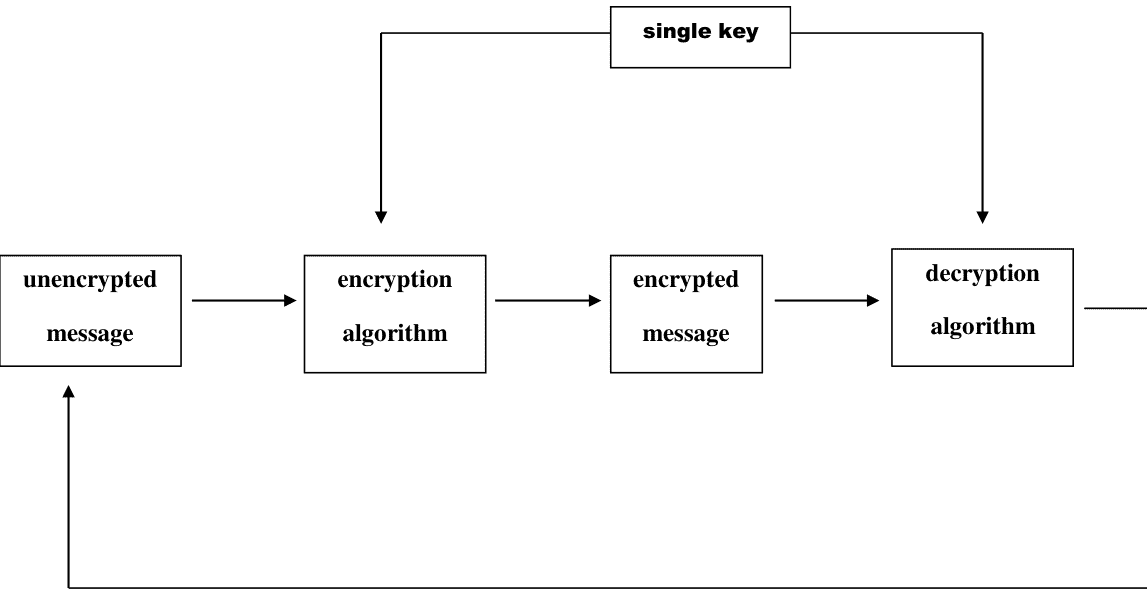 single key
unencrypted
message
encryption
algorithm
encrypted
message
decryption
algorithm